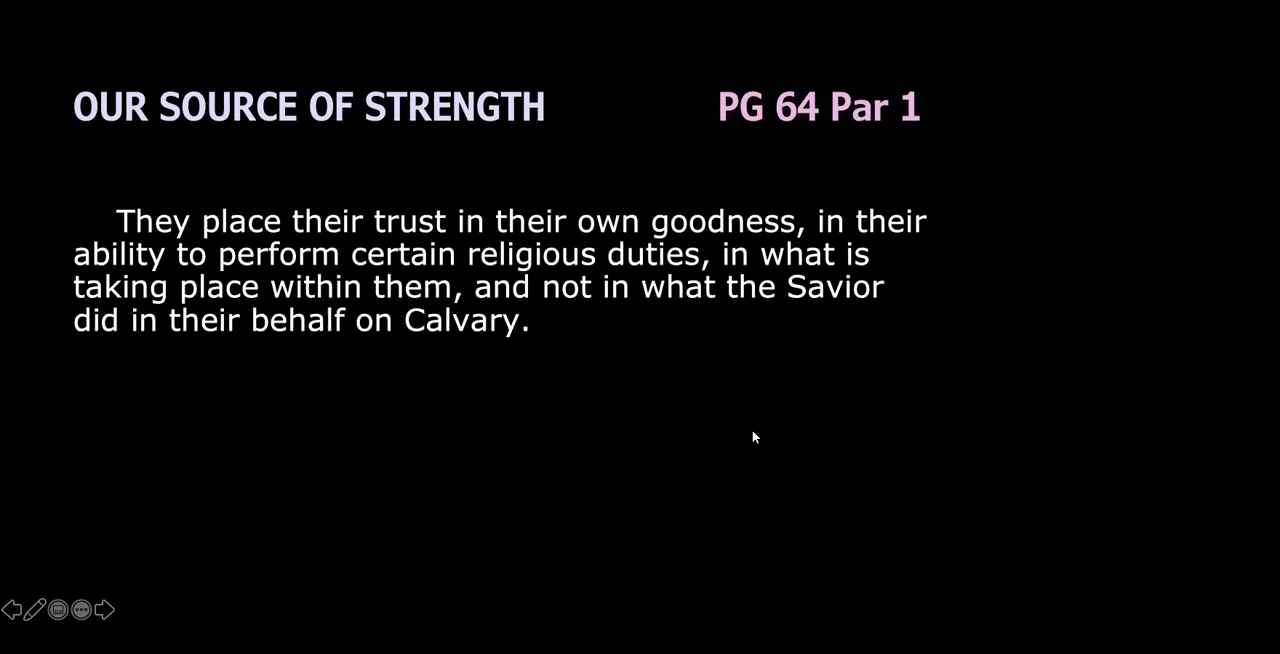 OUR SOURCE OF STRENGTH PG 64 Par 1
They place their trust in their own goodness, in their
ability to perform certain religious duties, in what is
taking place within them, and not in what the Savior
did in their behalf on Calvary.